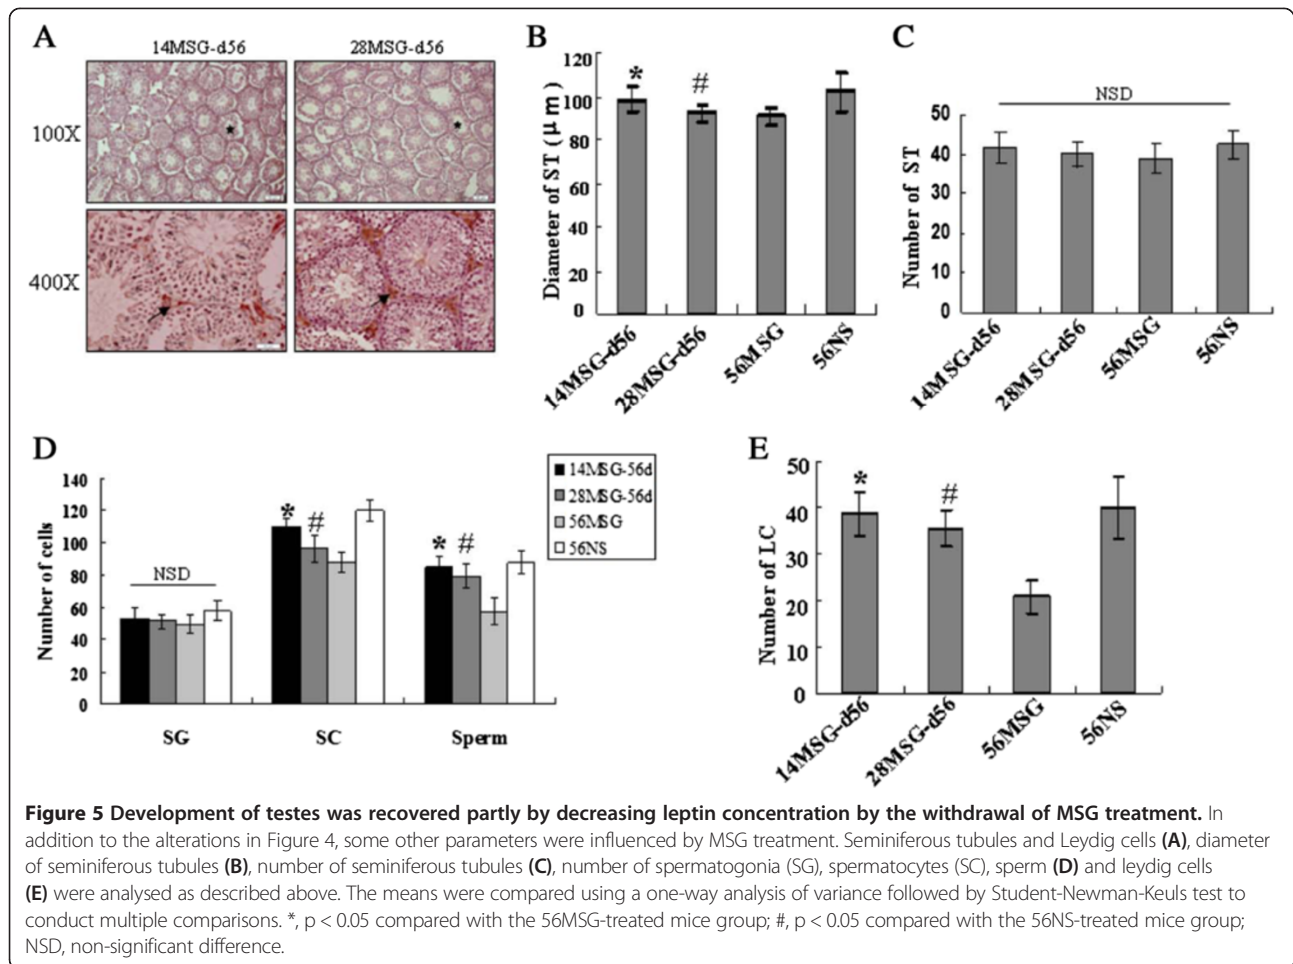 A
14MSG-d56
28MSG-d56
100X
400X
B
Diameter of ST (μm)
120
100
80
60
40
20
0
*
#
14MSG-d56
28MSG-d56
56MSG
56NS
C
Number of ST
50
40
30
20
10
0
NSD
14MSG-d56
28MSG-d56
56MSG
56NS
D
Number of cells
140
120
100
80
60
40
20
0
NSD
*
#
*
#
SG
SC
Sperm
14MSG-56d
28MSG-56d
56MSG
56NS
E
Number of LC
50
40
30
20
10
0
*
#
14MSG-d56
28MSG-d56
56MSG
56NS
Figure 5 Development of testes was recovered partly by decreasing leptin concentration by the withdrawal of MSG treatment. In
addition to the alterations in Figure 4, some other parameters were influenced by MSG treatment. Seminiferous tubules and Leydig cells (A), diameter
of seminiferous tubules (B), number of seminiferous tubules (C), number of spermatogonia (SG), spermatocytes (SC), sperm (D) and leydig cells
(E) were analysed as described above. The means were compared using a one-way analysis of variance followed by Student-Newman-Keuls test to
conduct multiple comparisons. *, p < 0.05 compared with the 56MSG-treated mice group; #, p < 0.05 compared with the 56NS-treated mice group;
NSD, non-significant difference.